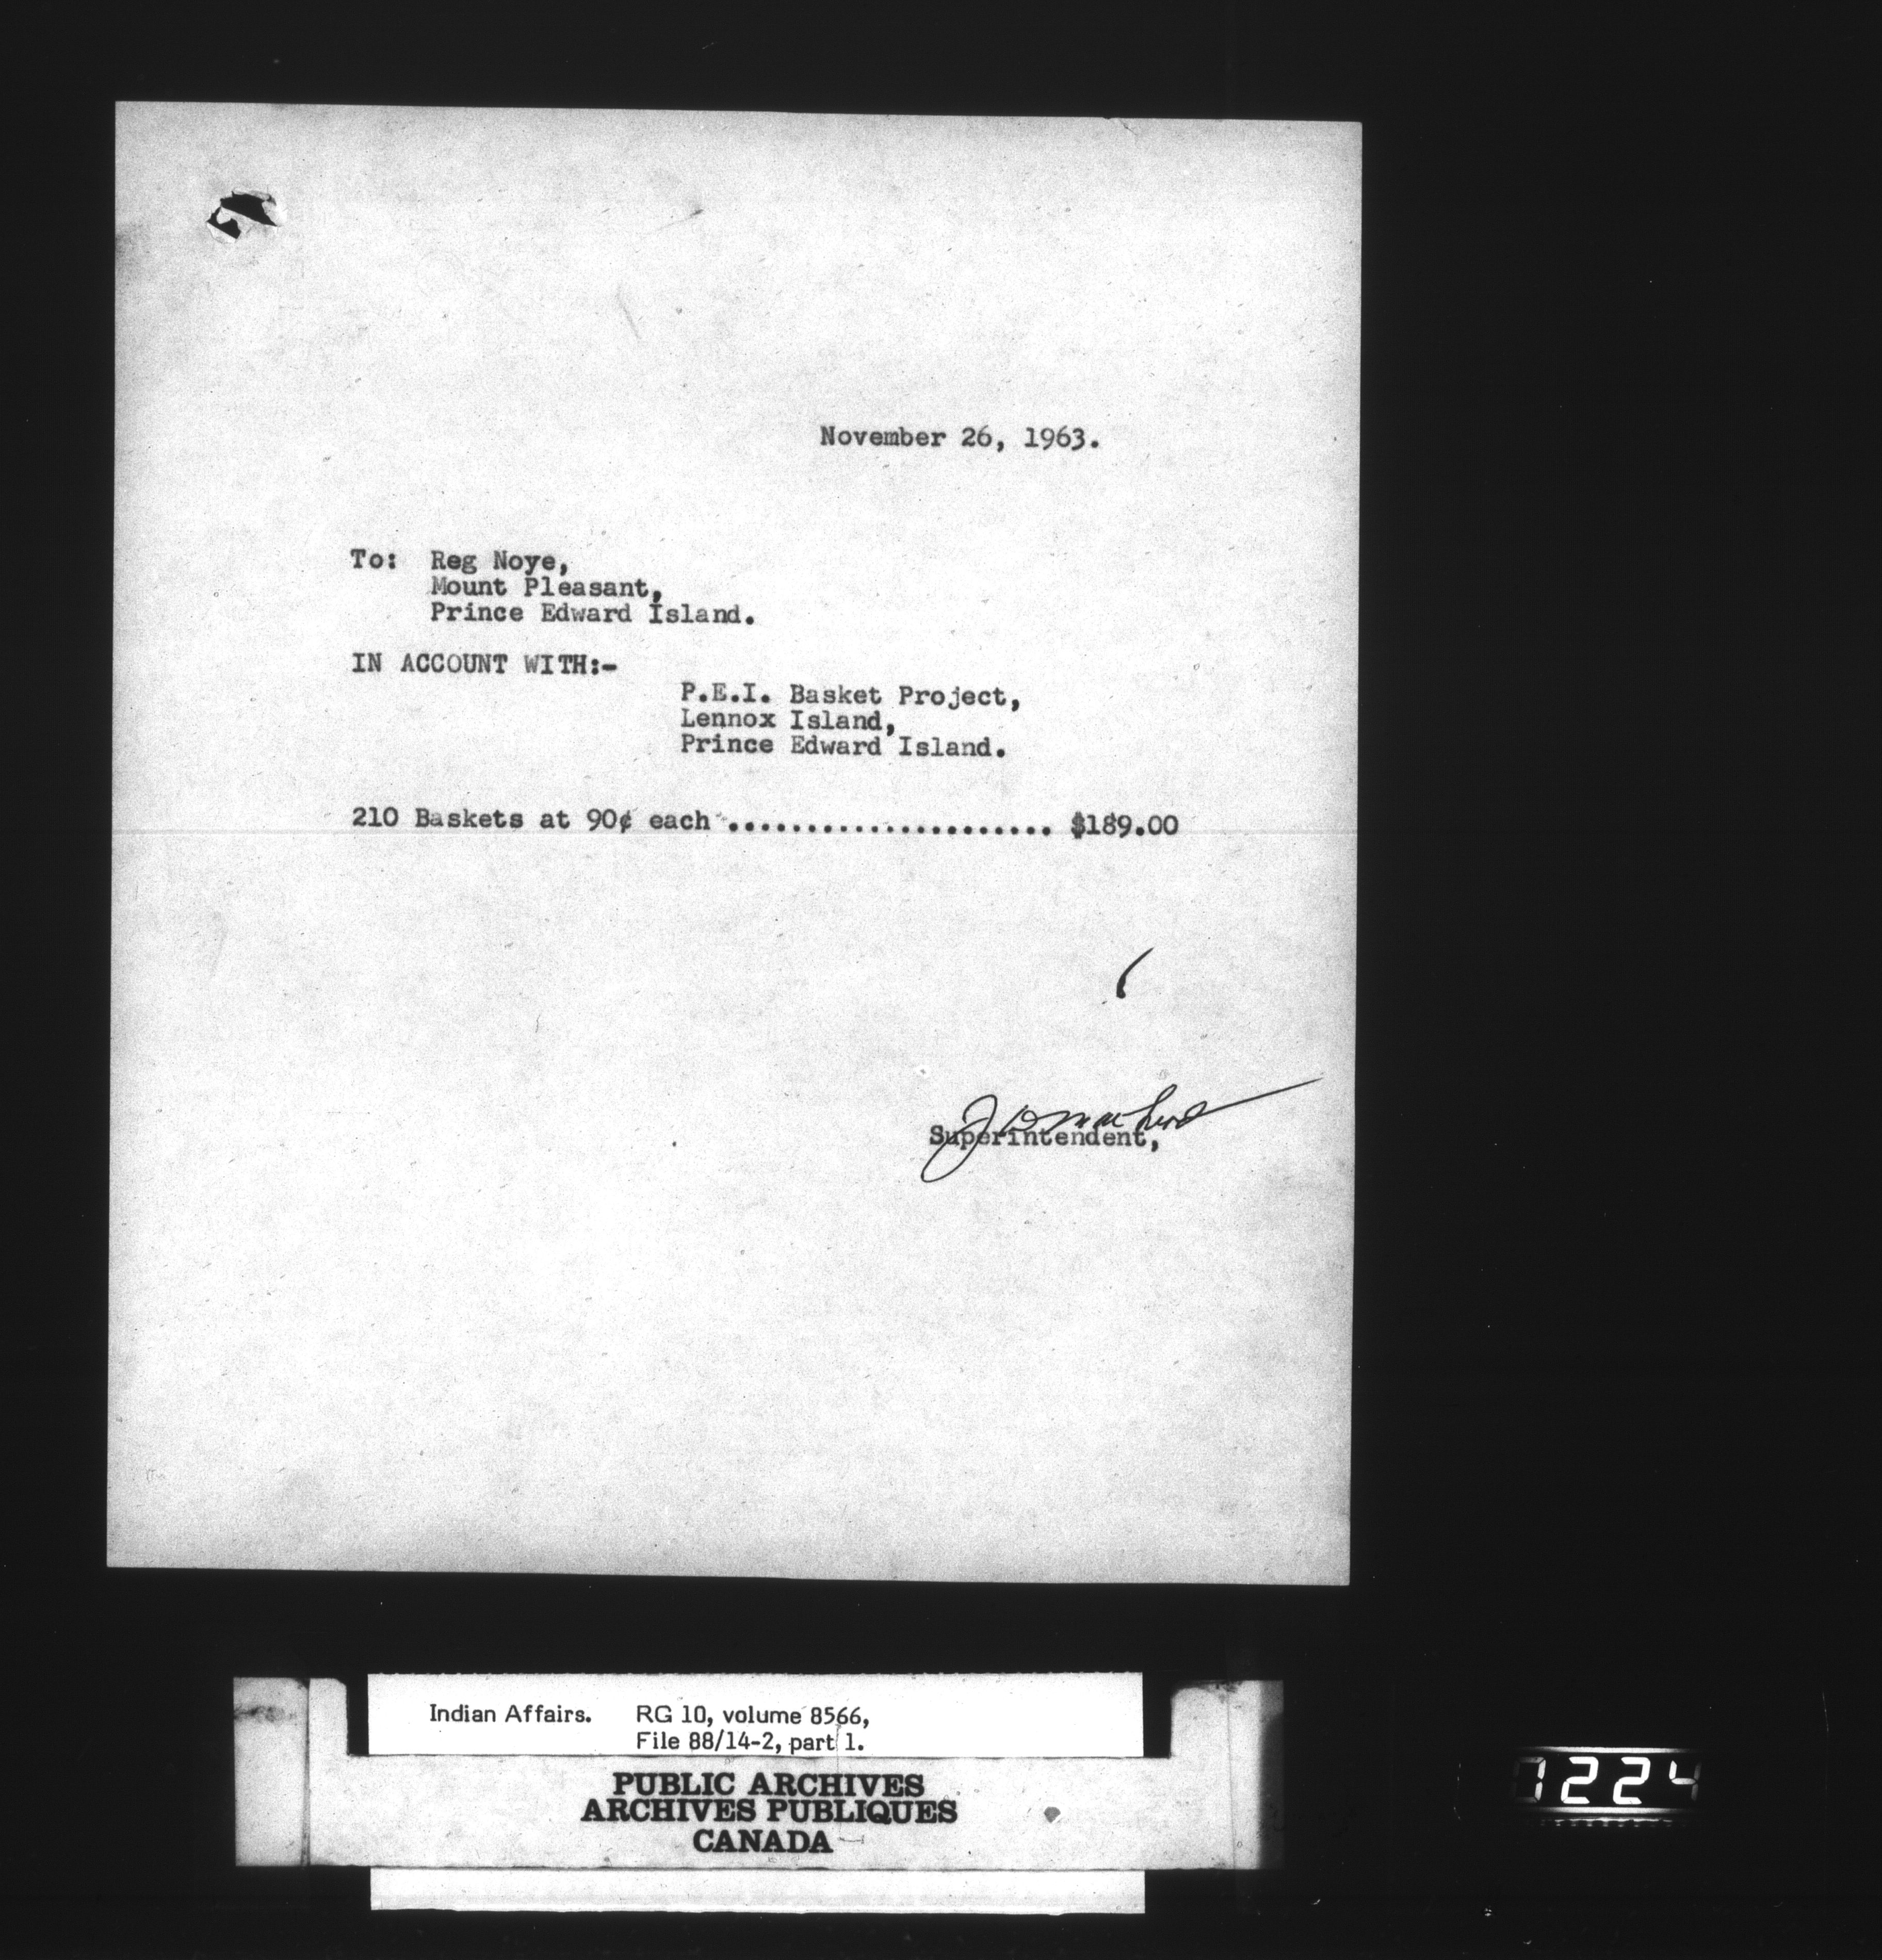 November 26, 1963.
To: Reg Noye,
Mount Pleasant,
Prince Edward Island.
IN ACCOUNT WITH:-
P.E.I. Basket Project,
Lennox Island,
Prince Edward Island.
210 Baskets at 90¢ each ..................... $189.00
Superintendent,
Indian Affairs. RG 10, volume 8566,
File 88/14-2, part 1.
PUBLIC ARCHIVES
ARCHIVES PUBLIQUES
CANADA
1224